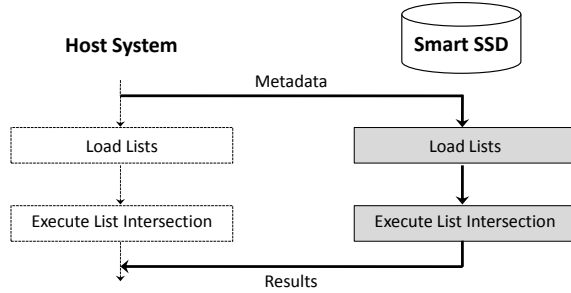 Host System
Smart SSD
Metadata
Load Lists
Load Lists
Execute List Intersection
Execute List Intersection
Results